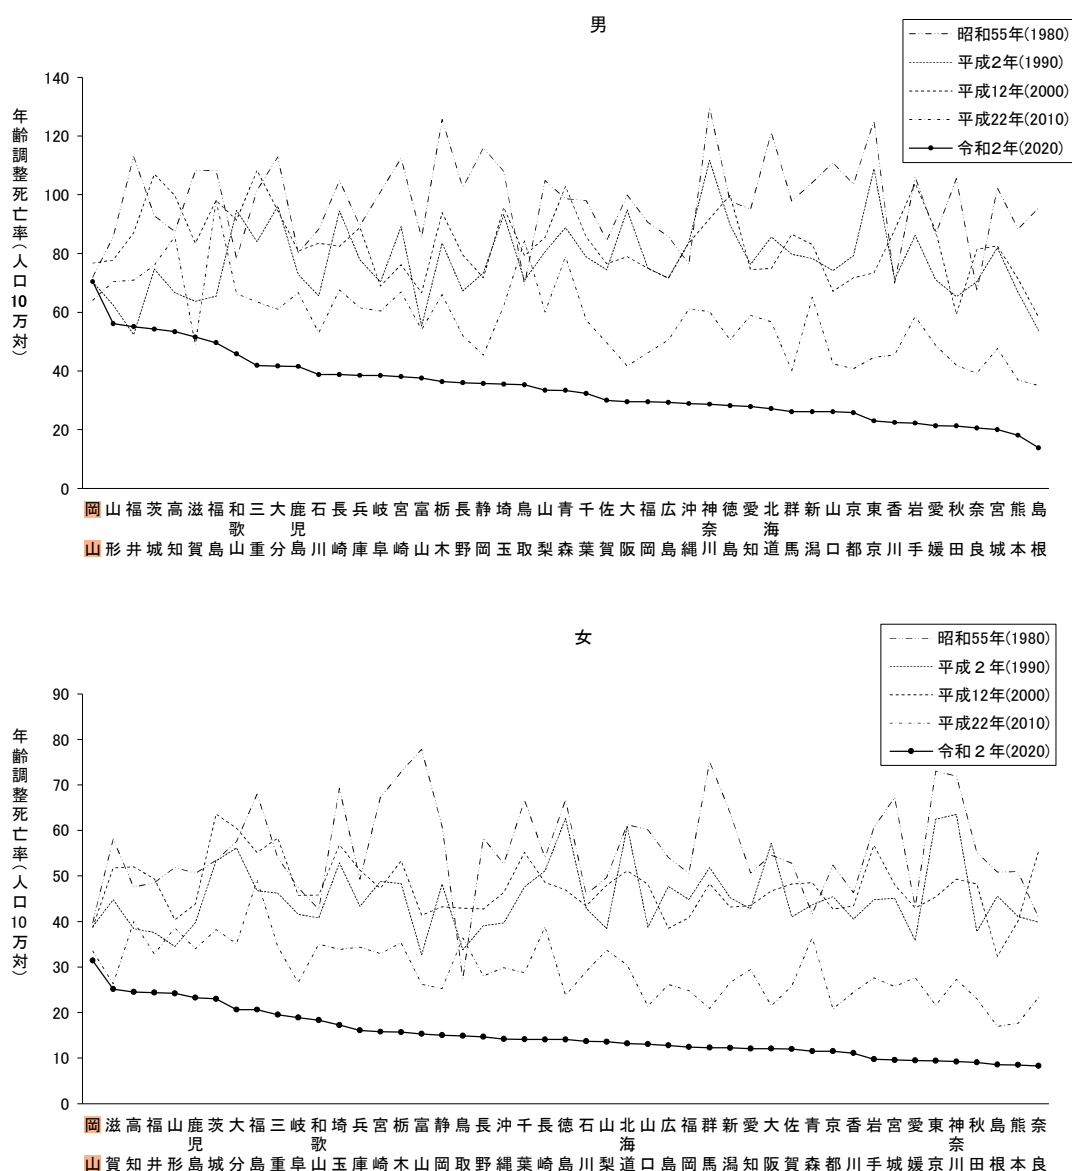 男
昭和55年(1980)
平成2年(1990)
平成12年(2000)
平成22年(2010)
令和2年(2020)
年齢調整死亡率(人口10万対)
140
120
100
80
60
40
20
0
岡山 山形 福井 茨城 高知 滋賀 福島 和歌山 三重 大分 鹿児島 石川 長崎 兵庫 岐阜 宮崎 富山 栃木 長野 静岡 埼玉 鳥取 山梨 青森 千葉 佐賀 大阪 福岡 広島 沖縄 神奈川 徳島 愛知 北海道 群馬 新潟 山口 京都 東京 香川 岩手 愛媛 秋田 奈良 宮城 熊本 島根
女
昭和55年(1980)
平成２年(1990)
平成12年(2000)
平成22年(2010)
令和２年(2020)
年齢調整死亡率(人口10万対)
90
80
70
60
50
40
30
20
10
0
岡山 滋賀 高知 福井 山形 鹿児島 茨城 大分 福島 三重 岐阜 和歌山 埼玉 兵庫 宮崎 栃木 富山 静岡 鳥取 長野 沖縄 千葉 長崎 徳島 石川 山梨 北海道 山口 広島 福岡 群馬 新潟 愛知 大阪 佐賀 青森 京都 香川 岩手 宮城 愛媛 東京 神奈川 秋田 島根 熊本 奈良